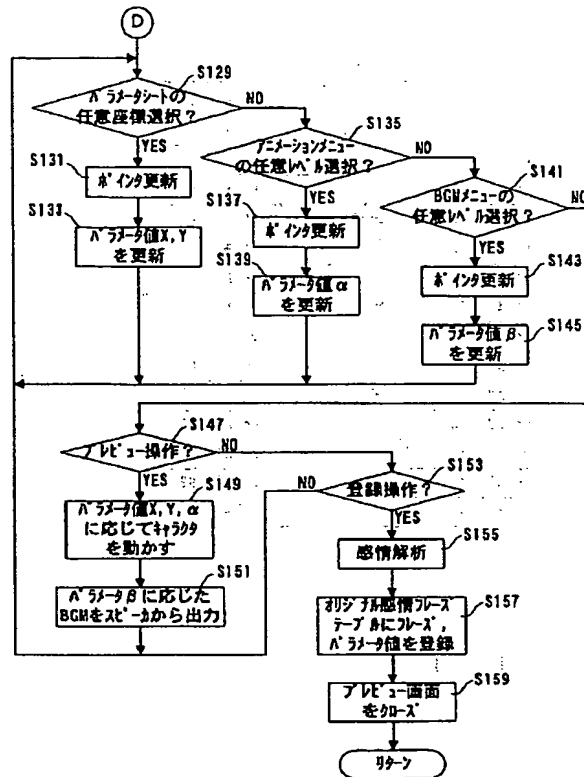 D
S129
パラメータシートの
任意座標選択？
NO
YES
S131
ポインタ更新
S133
パラメータ値X,Y
を更新
S135
アニメーションメニュー
の任意レベル選択？
NO
YES
S137
ポインタ更新
S139
パラメータ値α
を更新
S141
BGMメニューの
任意レベル選択？
NO
YES
S143
ポインタ更新
S145
パラメータ値β
を更新
S147
プレビュー操作？
NO
YES
S149
パラメータ値X,Y,α
に応じてキャラクタ
を動かす
S151
パラメータβに応じた
BGMをスピーカから出力
S153
登録操作？
NO
YES
S155
感情解析
S157
オリジナル感情フレーズ
テーブルにフレーズ,
パラメータ値を登録
S159
プレビュー画面
をクローズ
リターン